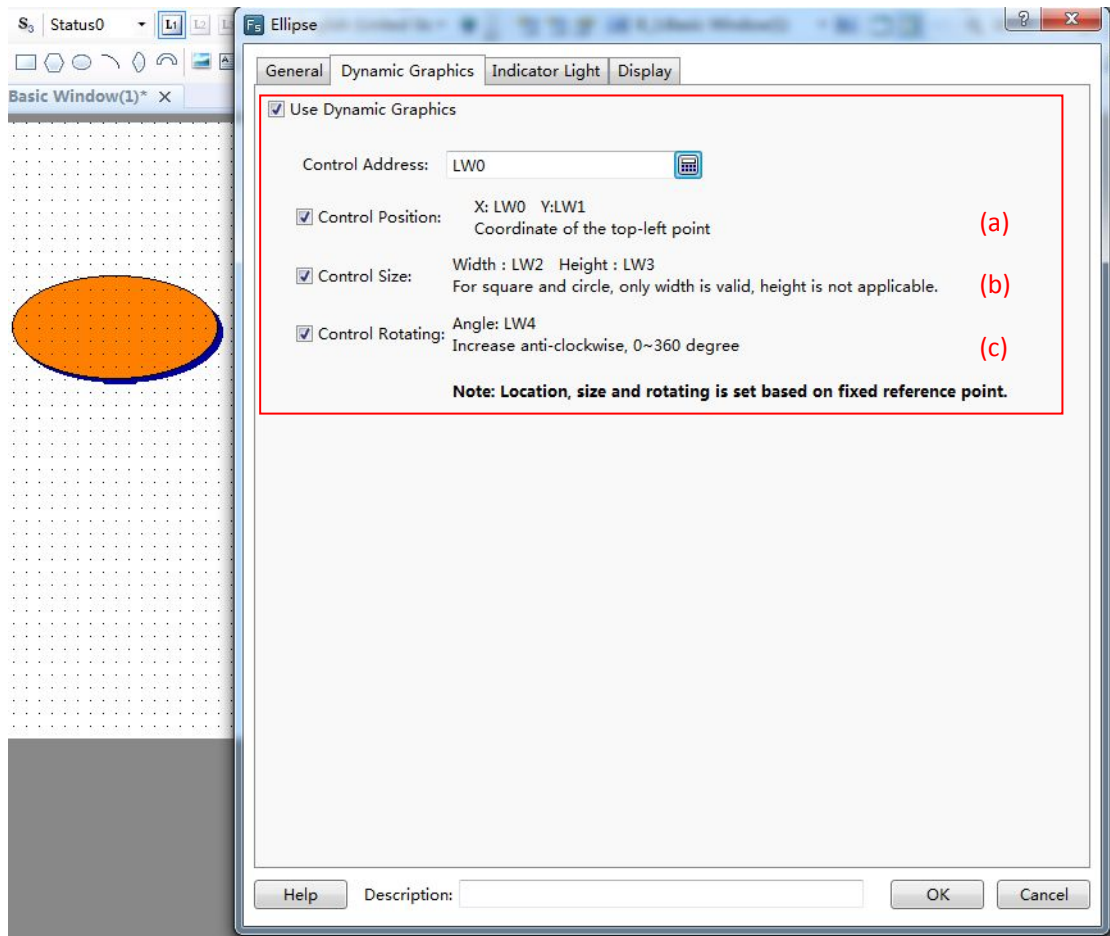 S3 Status0 L1 L2
Basic Window(1)* X
Fs Ellipse
General Dynamic Graphics Indicator Light Display
Use Dynamic Graphics
Control Address: LW0
Control Position: X: LW0 Y:LW1
Coordinate of the top-left point
(a)
Control Size: Width : LW2 Height : LW3
For square and circle, only width is valid, height is not applicable.
(b)
Control Rotating: Angle: LW4
Increase anti-clockwise, 0~360 degree
(c)
Note: Location, size and rotating is set based on fixed reference point.
Help Description: OK Cancel